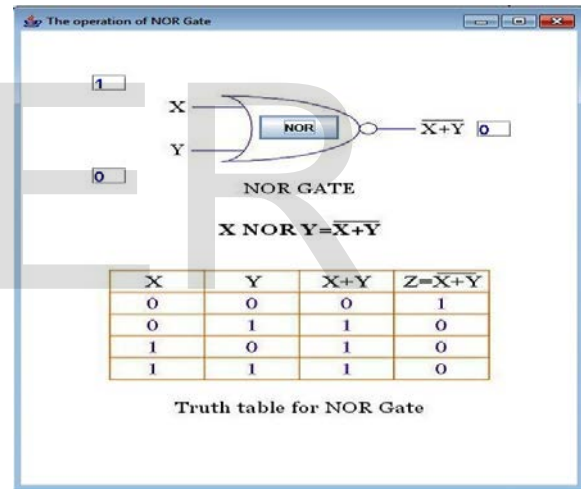 The operation of NOR Gate
1
X
NOR
X̅+̅Y̅ 0
Y
0
NOR GATE
X NOR Y=X̅+̅Y̅
X Y X+Y Z=X̅+̅Y̅
0 0 0 1
0 1 1 0
1 0 1 0
1 1 1 0
Truth table for NOR Gate
ER